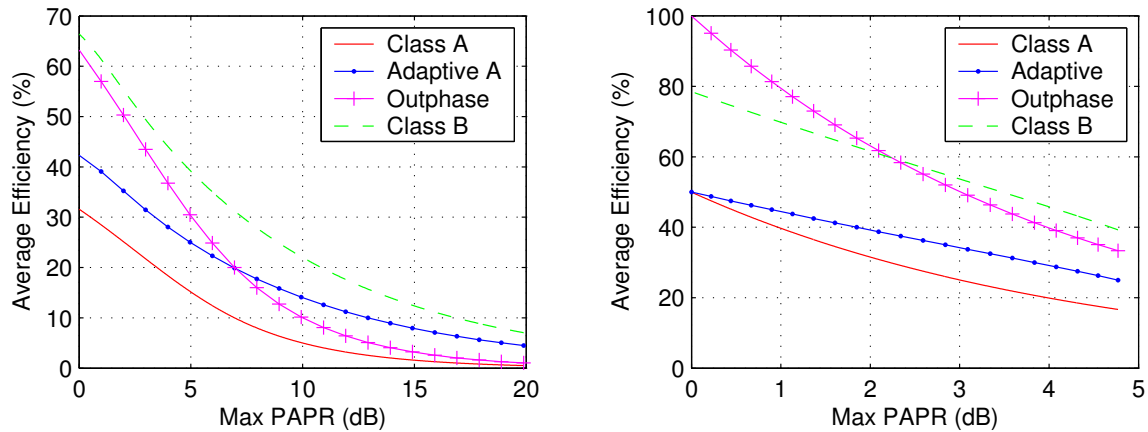 70
60
50
40
30
20
10
0
Average Efficiency (%)
0 5 10 15 20
Max PAPR (dB)
Class A
Adaptive A
Outphase
Class B
100
80
60
40
20
0
Average Efficiency (%)
0 1 2 3 4 5
Max PAPR (dB)
Class A
Adaptive
Outphase
Class B